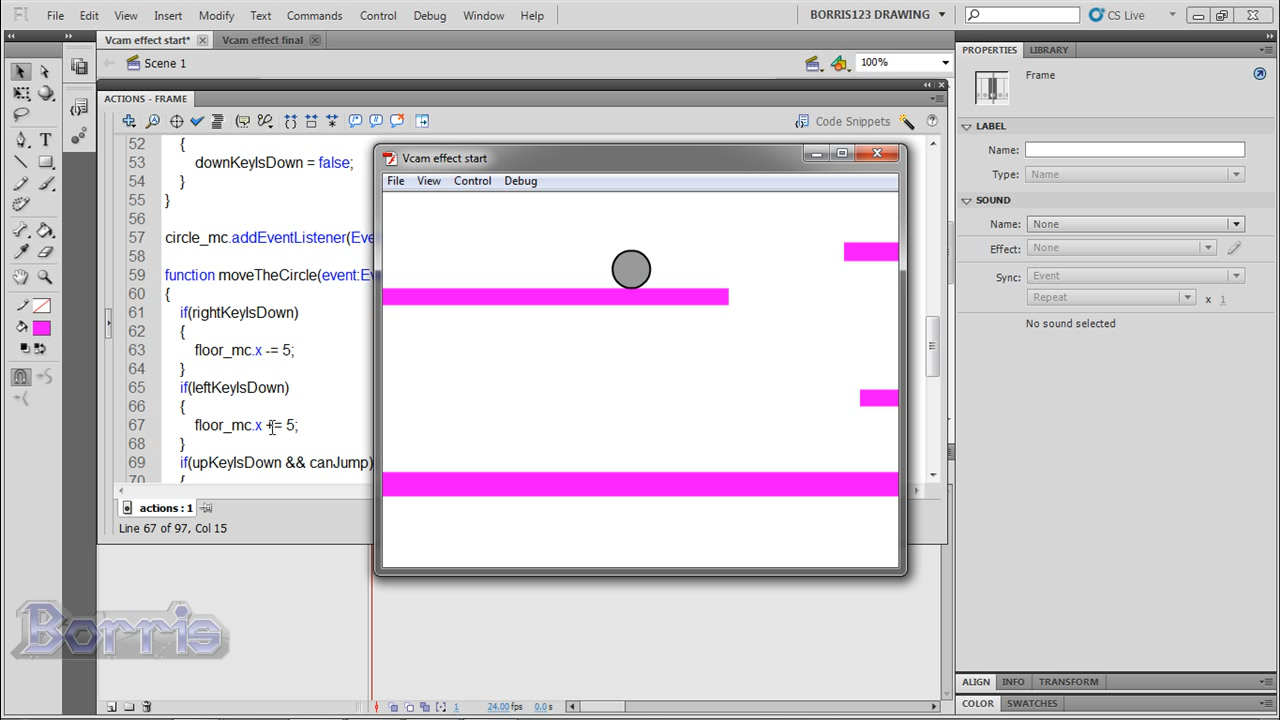 Fl File Edit View Insert Modify Text Commands Control Debug Window Help BORRIS123 DRAWING CS Live
Vcam effect start* Vcam effect final
Scene 1 100%
ACTIONS - FRAME
Code Snippets
52 {
53 downKeyIsDown = false;
54 }
55 }
56
57 circle_mc.addEventListener(Eve
58
59 function moveTheCircle(event:Ev
60 {
61 if(rightKeyIsDown)
62 {
63 floor_mc.x -= 5;
64 }
65 if(leftKeyIsDown)
66 {
67 floor_mc.x += 5;
68 }
69 if(upKeyIsDown && canJump)
70 {
actions : 1
Line 67 of 97, Col 15
Vcam effect start
File View Control Debug
PROPERTIES LIBRARY
Frame
LABEL
Name:
Type: Name
SOUND
Name: None
Effect: None
Sync: Event
Repeat x 1
No sound selected
Borris
1 24.00 fps 0.0 s
ALIGN INFO TRANSFORM
COLOR SWATCHES